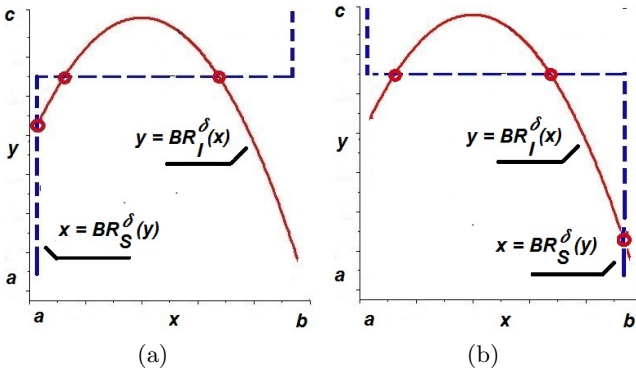 c
y
y = BR_I^δ(x)
x = BR_S^δ(y)
a
a x b
(a)
c
y
y = BR_I^δ(x)
x = BR_S^δ(y)
a
a x b
(b)